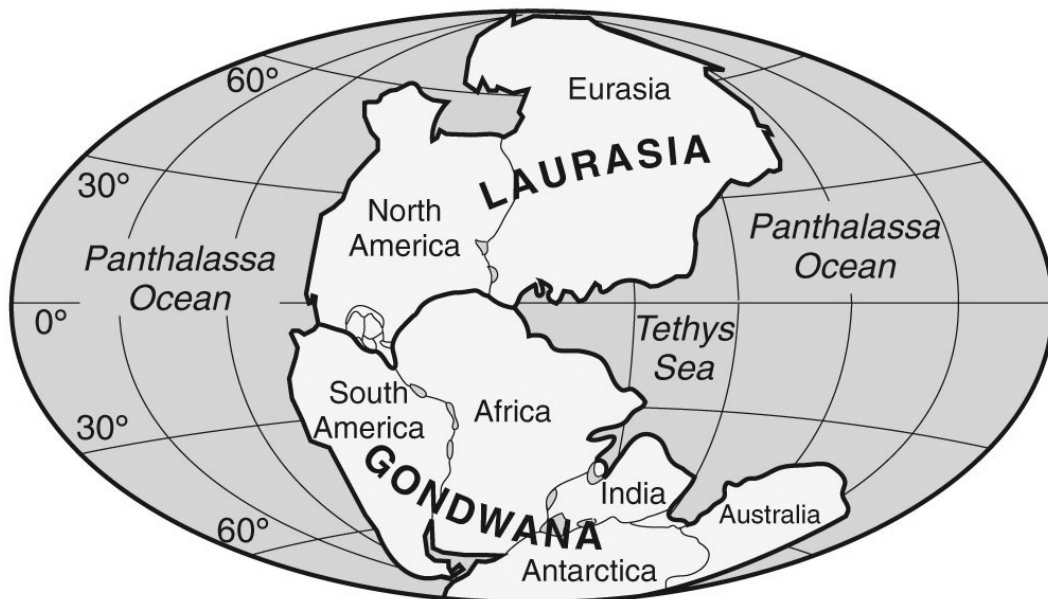 60°
Eurasia
LAURASIA
30°
North
America
Panthalassa
Ocean
Panthalassa
Ocean
0°
Tethys
Sea
South
America
Africa
30°
GONDWANA
India
Australia
60°
Antarctica